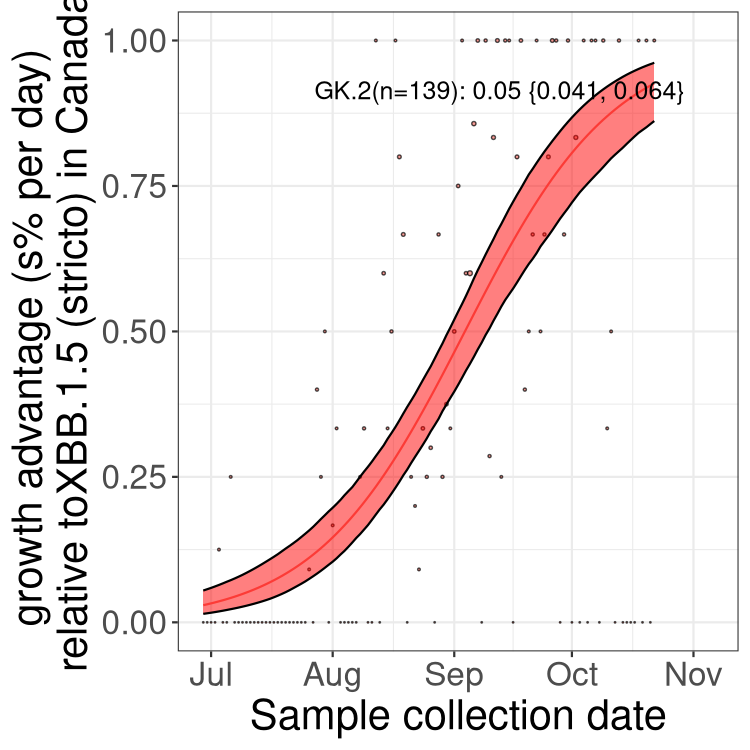 growth advantage (s% per day)
relative toXBB.1.5 (stricto) in Canada
1.00
0.75
0.50
0.25
0.00
GK.2(n=139): 0.05 {0.041, 0.064}
Jul Aug Sep Oct Nov
Sample collection date